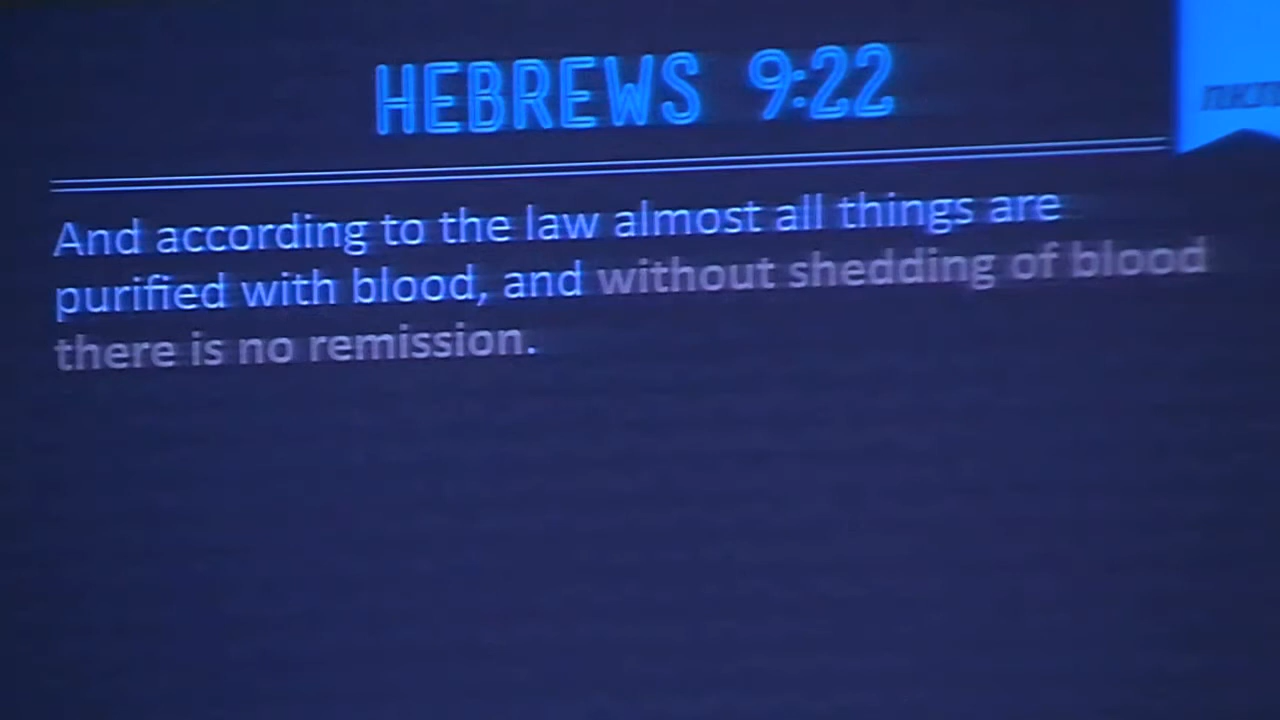 HEBREWS 9:22
And according to the law almost all things are
purified with blood, and without shedding of blood
there is no remission.